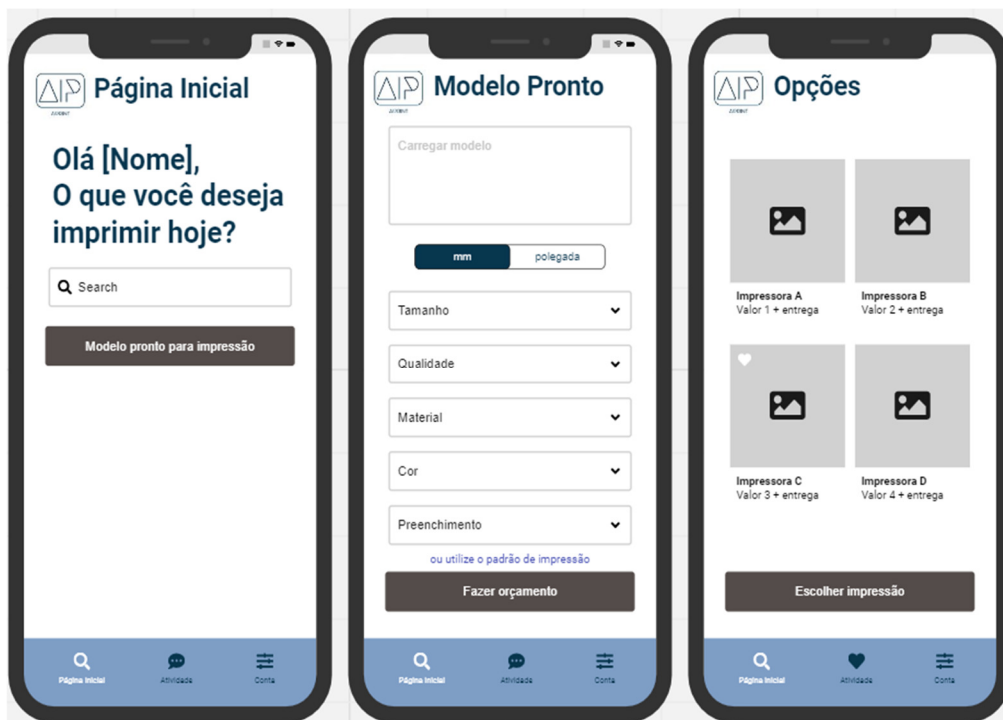 Página Inicial
Olá [Nome],
O que você deseja
imprimir hoje?
Search
Modelo pronto para impressão
Página Inicial
Atividade
Conta
Modelo Pronto
Carregar modelo
mm
polegada
Tamanho
Qualidade
Material
Cor
Preenchimento
ou utilize o padrão de impressão
Fazer orçamento
Página Inicial
Atividade
Conta
Opções
Impressora A
Valor 1 + entrega
Impressora B
Valor 2 + entrega
Impressora C
Valor 3 + entrega
Impressora D
Valor 4 + entrega
Escolher impressão
Página Inicial
Atividade
Conta